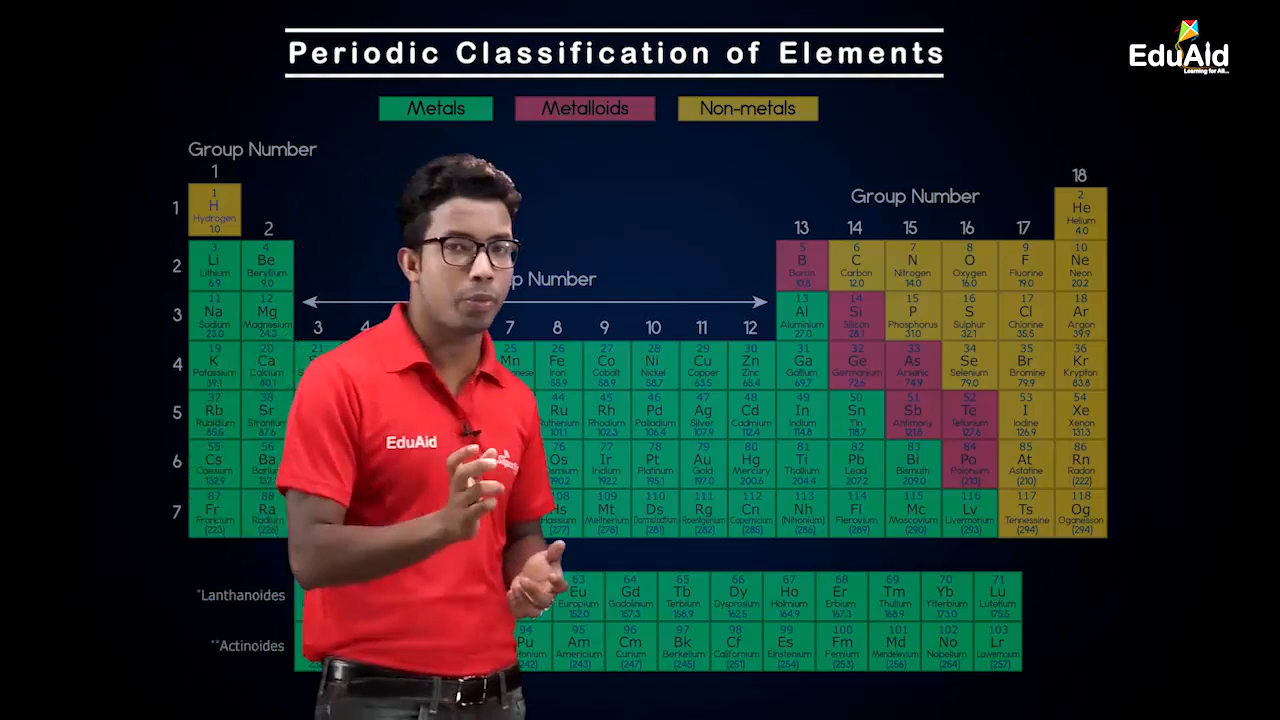 Periodic Classification of Elements
EduAid
Learning for All...
Metals Metalloids Non-metals
Group Number
1
18
Group Number
1
1 H Hydrogen 1.0
2 He Helium 4.0
2
13 14 15 16 17
2
3 Li Lithium 6.9
4 Be Beryllium 9.0
5 B Boron 10.8
6 C Carbon 12.0
7 N Nitrogen 14.0
8 O Oxygen 16.0
9 F Fluorine 19.0
10 Ne Neon 20.2
Number
3
11 Na Sodium 23.0
12 Mg Magnesium 24.3
3 4 7 8 9 10 11 12
13 Al Aluminium 27.0
14 Si Silicon 28.1
15 P Phosphorus 31.0
16 S Sulphur 32.1
17 Cl Chlorine 35.5
18 Ar Argon 39.9
4
19 K Potassium 39.1
20 Ca Calcium 40.1
21
25 Mn
26 Fe Iron 55.9
27 Co Cobalt 58.9
28 Ni Nickel 58.7
29 Cu Copper 63.5
30 Zn Zinc 65.4
31 Ga Gallium 69.7
32 Ge Germanium 72.6
33 As Arsenic 74.9
34 Se Selenium 79.0
35 Br Bromine 79.9
36 Kr Krypton 83.8
5
37 Rb Rubidium 85.5
38 Sr Strontium 87.6
44 Ru 101.1
45 Rh Rhodium 102.3
46 Pd Palladium 106.4
47 Ag Silver 107.9
48 Cd Cadmium 112.4
49 In Indium 114.8
50 Sn Tin 118.7
51 Sb Antimony 121.8
52 Te Tellurium 127.6
53 I Iodine 126.9
54 Xe Xenon 131.3
6
55 Cs Caesium 132.9
56 Ba
76 Os 190.2
77 Ir Iridium 192.2
78 Pt Platinum 195.1
79 Au Gold 197.0
80 Hg Mercury 200.6
81 Ti Thallium 204.4
82 Pb Lead 207.2
83 Bi Bismuth 209.0
84 Po Polonium (210)
85 At Astatine (210)
86 Rn Radon (222)
7
87 Fr Francium (223)
88 Ra Radium (226)
108 Hs (277)
109 Mt Meitnerium (278)
110 Ds Darmstadtium (281)
111 Rg Roentgenium (282)
112 Cn Copernicium (285)
113 Nh (Nihonium) (286)
114 Fl Flerovium (289)
115 Mc Moscovium (290)
116 Lv Livermorium (293)
117 Ts Tennessine (294)
118 Og Oganesson (294)
EduAid
*Lanthanoides
63 Eu Europium 152.0
64 Gd Gadolinium 157.3
65 Tb Terbium 158.9
66 Dy Dysprosium 162.5
67 Ho Holmium 164.9
68 Er Erbium 167.3
69 Tm Thulium 168.9
70 Yb Ytterbium 173.0
71 Lu Lutetium 175.5
**Actinoides
94 Pu (242)
95 Am Americium (243)
96 Cm Curium (247)
97 Bk Berkelium (245)
98 Cf Californium (251)
99 Es Einstenium (254)
100 Fm Fermium (253)
101 Md Mendelevium (256)
102 No Nobelium (254)
103 Lr Lawrencium (257)